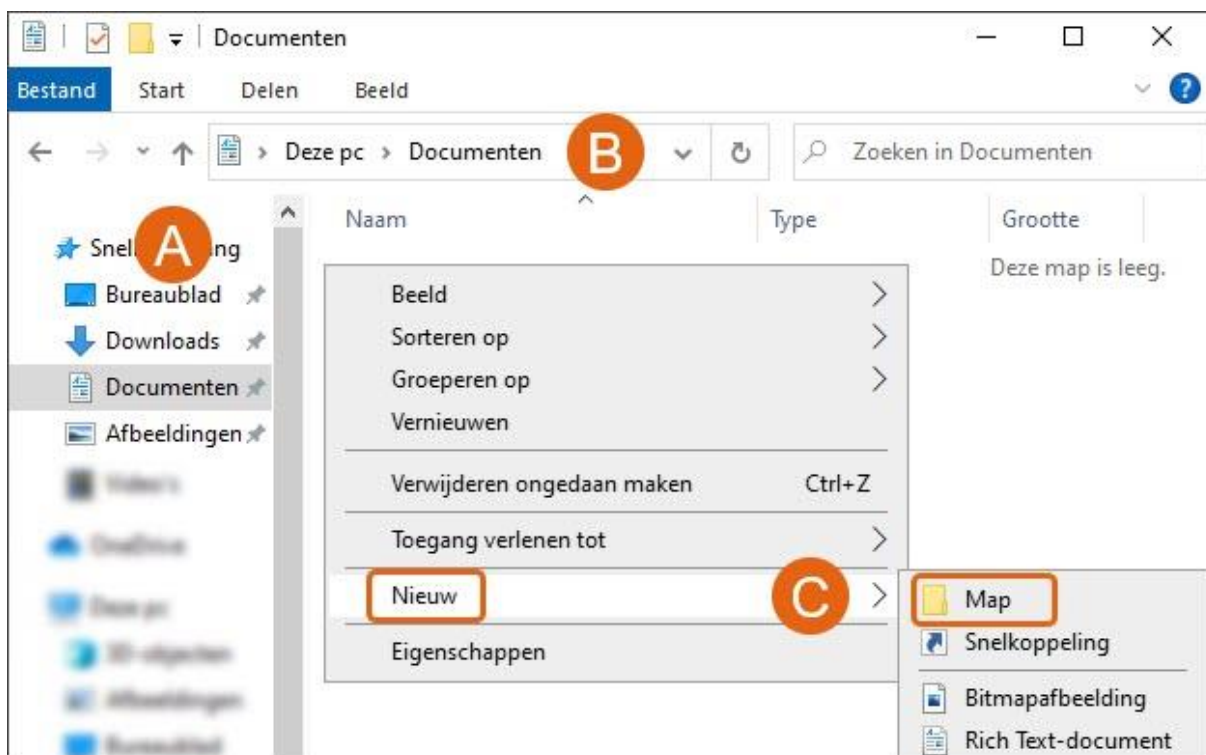 Documenten
Bestand Start Delen Beeld
Deze pc > Documenten B Zoeken in Documenten
Naam Type Grootte
A
Deze map is leeg.
Bureaublad
Downloads
Documenten
Afbeeldingen
Beeld
Sorteren op
Groeperen op
Vernieuwen
Verwijderen ongedaan maken Ctrl+Z
Toegang verlenen tot
Nieuw C
Eigenschappen
Map
Snelkoppeling
Bitmapafbeelding
Rich Text-document